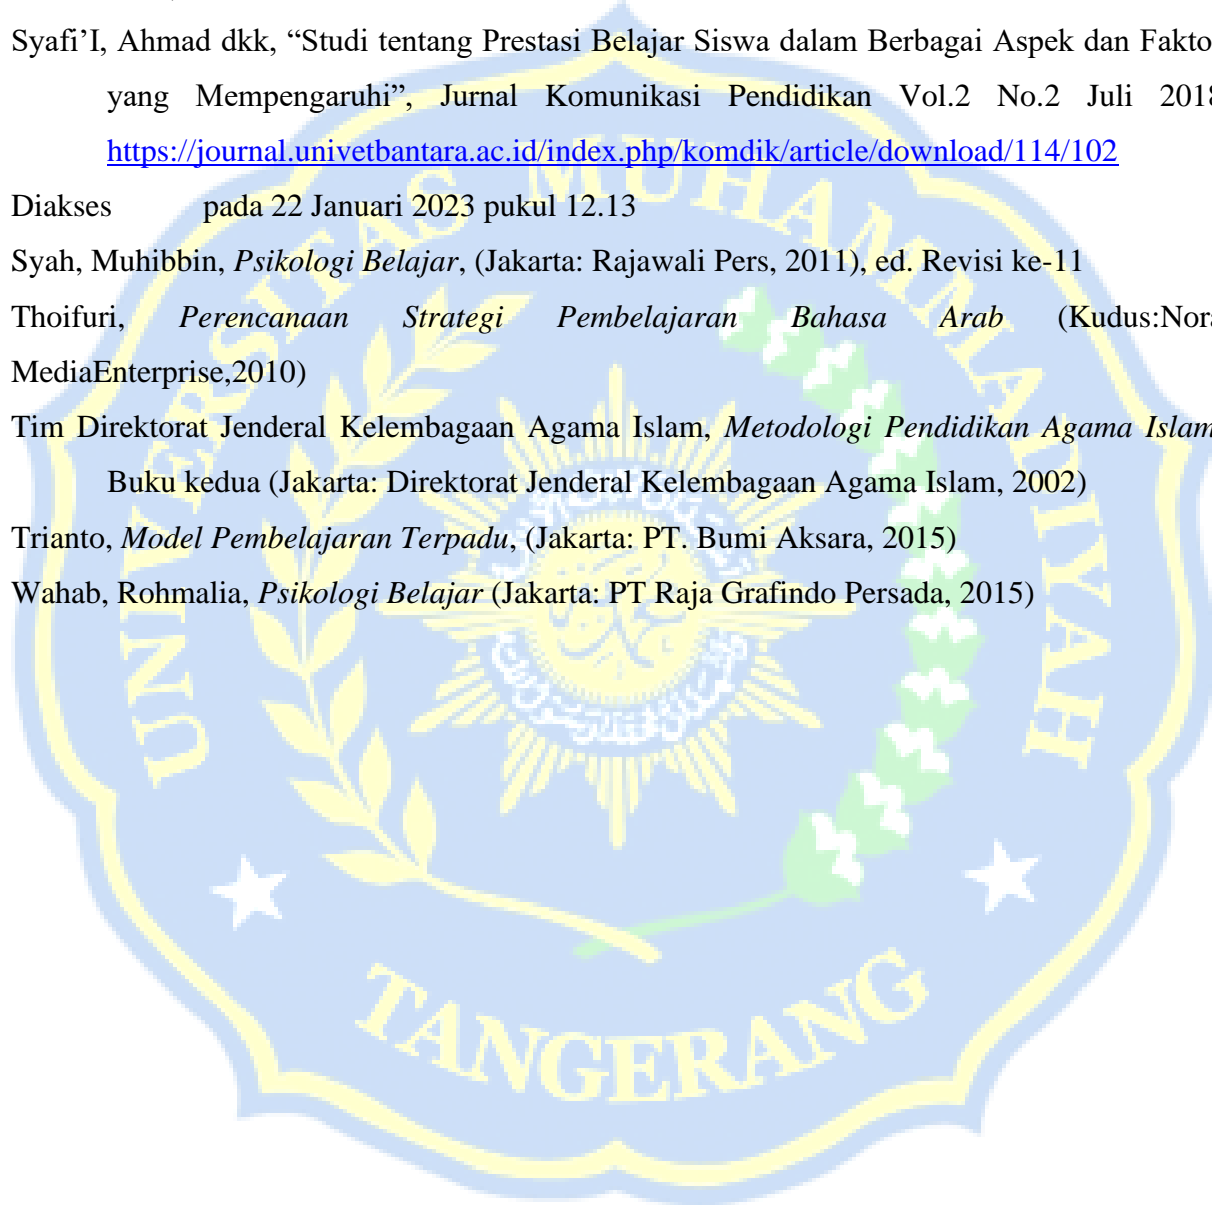 Syafi’I, Ahmad dkk, “Studi tentang Prestasi Belajar Siswa dalam Berbagai Aspek dan Fakto
yang Mempengaruhi”, Jurnal Komunikasi Pendidikan Vol.2 No.2 Juli 2018
https://journal.univetbantara.ac.id/index.php/komdik/article/download/114/102
Diakses pada 22 Januari 2023 pukul 12.13
Syah, Muhibbin, Psikologi Belajar, (Jakarta: Rajawali Pers, 2011), ed. Revisi ke-11
Thoifuri, Perencanaan Strategi Pembelajaran Bahasa Arab (Kudus:Nora
MediaEnterprise,2010)
Tim Direktorat Jenderal Kelembagaan Agama Islam, Metodologi Pendidikan Agama Islam
Buku kedua (Jakarta: Direktorat Jenderal Kelembagaan Agama Islam, 2002)
Trianto, Model Pembelajaran Terpadu, (Jakarta: PT. Bumi Aksara, 2015)
Wahab, Rohmalia, Psikologi Belajar (Jakarta: PT Raja Grafindo Persada, 2015)
UNIVERSITAS MUHAMMADIYAH
TANGERANG